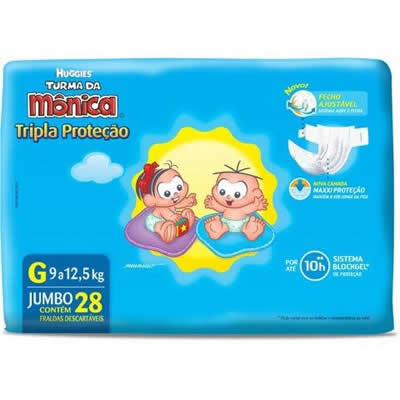 HUGGIES
TURMA DA
Mônica
Tripla Proteção
Novo!
FECHO
AJUSTÁVEL
NOVA CAMADA
MAXXI PROTEÇÃO
G 9 a 12,5 kg
JUMBO
CONTÉM 28
FRALDAS DESCARTÁVEIS
POR
ATÉ
10h**
SISTEMA
BLOCKGEL*
DE PROTEÇÃO